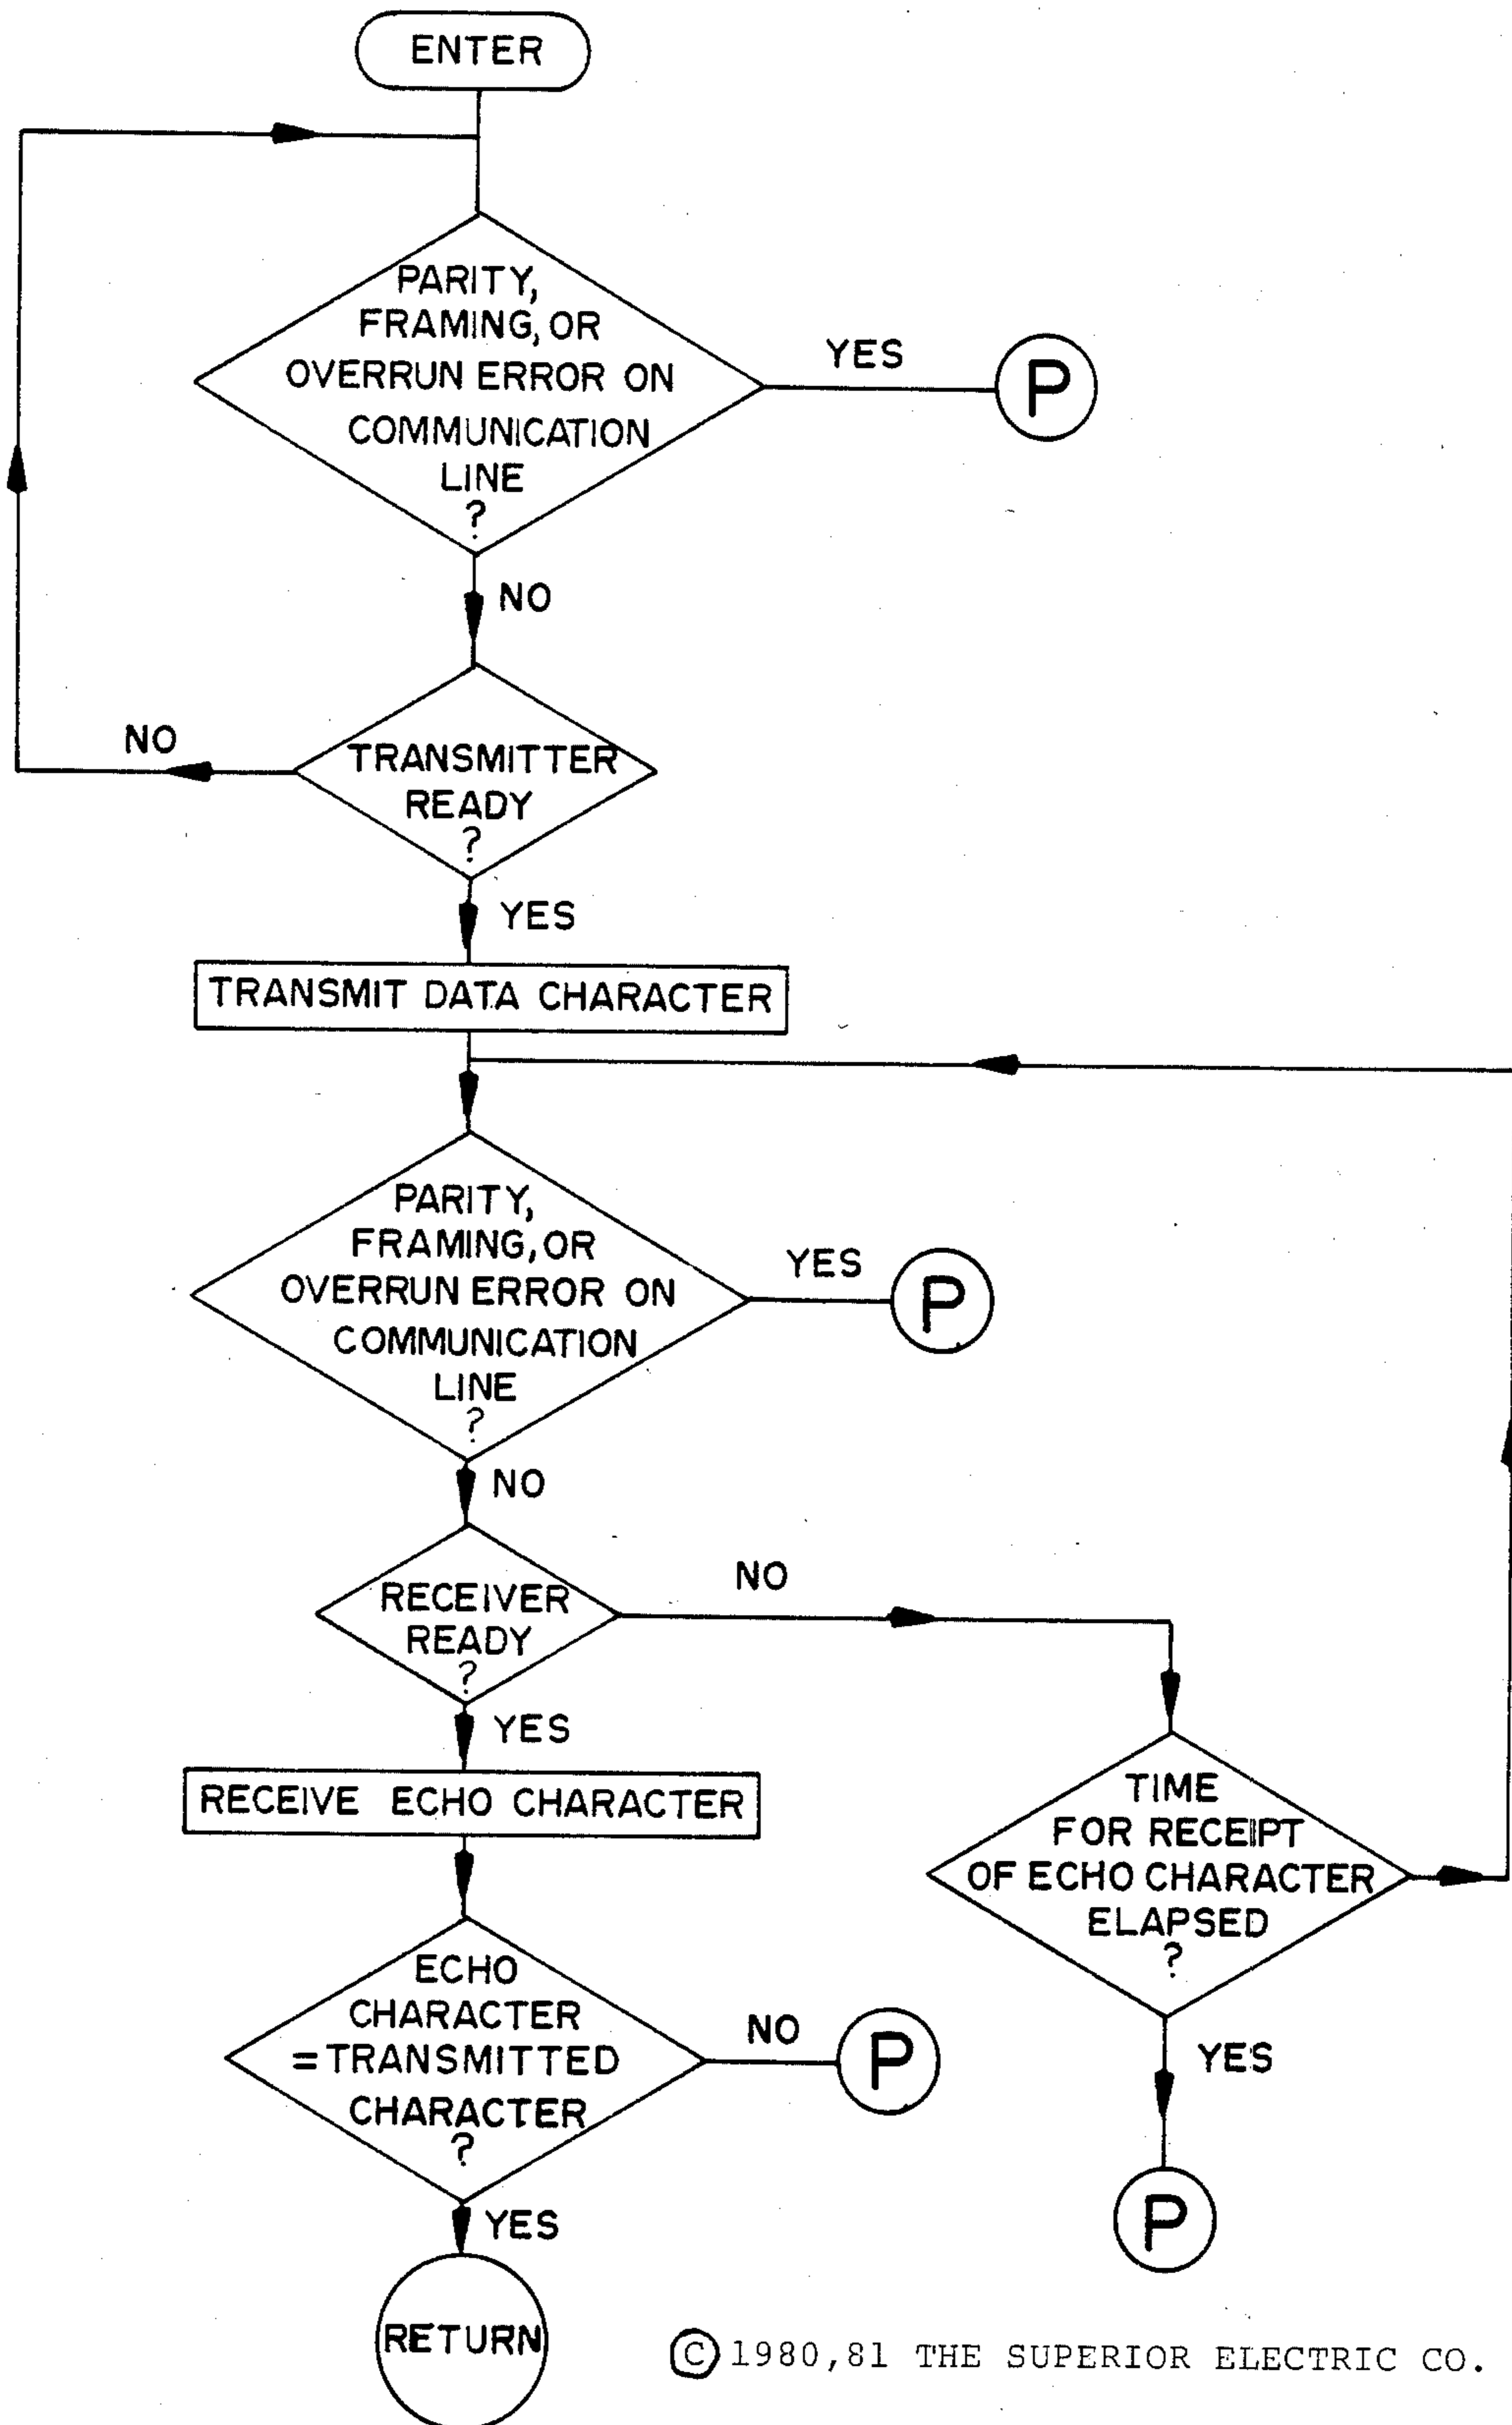 ENTER
PARITY,
FRAMING, OR
OVERRUN ERROR ON
COMMUNICATION
LINE
?
YES
P
NO
TRANSMITTER
READY
?
NO
YES
TRANSMIT DATA CHARACTER
PARITY,
FRAMING, OR
OVERRUN ERROR ON
COMMUNICATION
LINE
?
YES
P
NO
RECEIVER
READY
?
NO
YES
RECEIVE ECHO CHARACTER
TIME
FOR RECEIPT
OF ECHO CHARACTER
ELAPSED
?
YES
P
ECHO
CHARACTER
=TRANSMITTED
CHARACTER
?
NO
P
YES
RETURN
© 1980,81 THE SUPERIOR ELECTRIC CO.